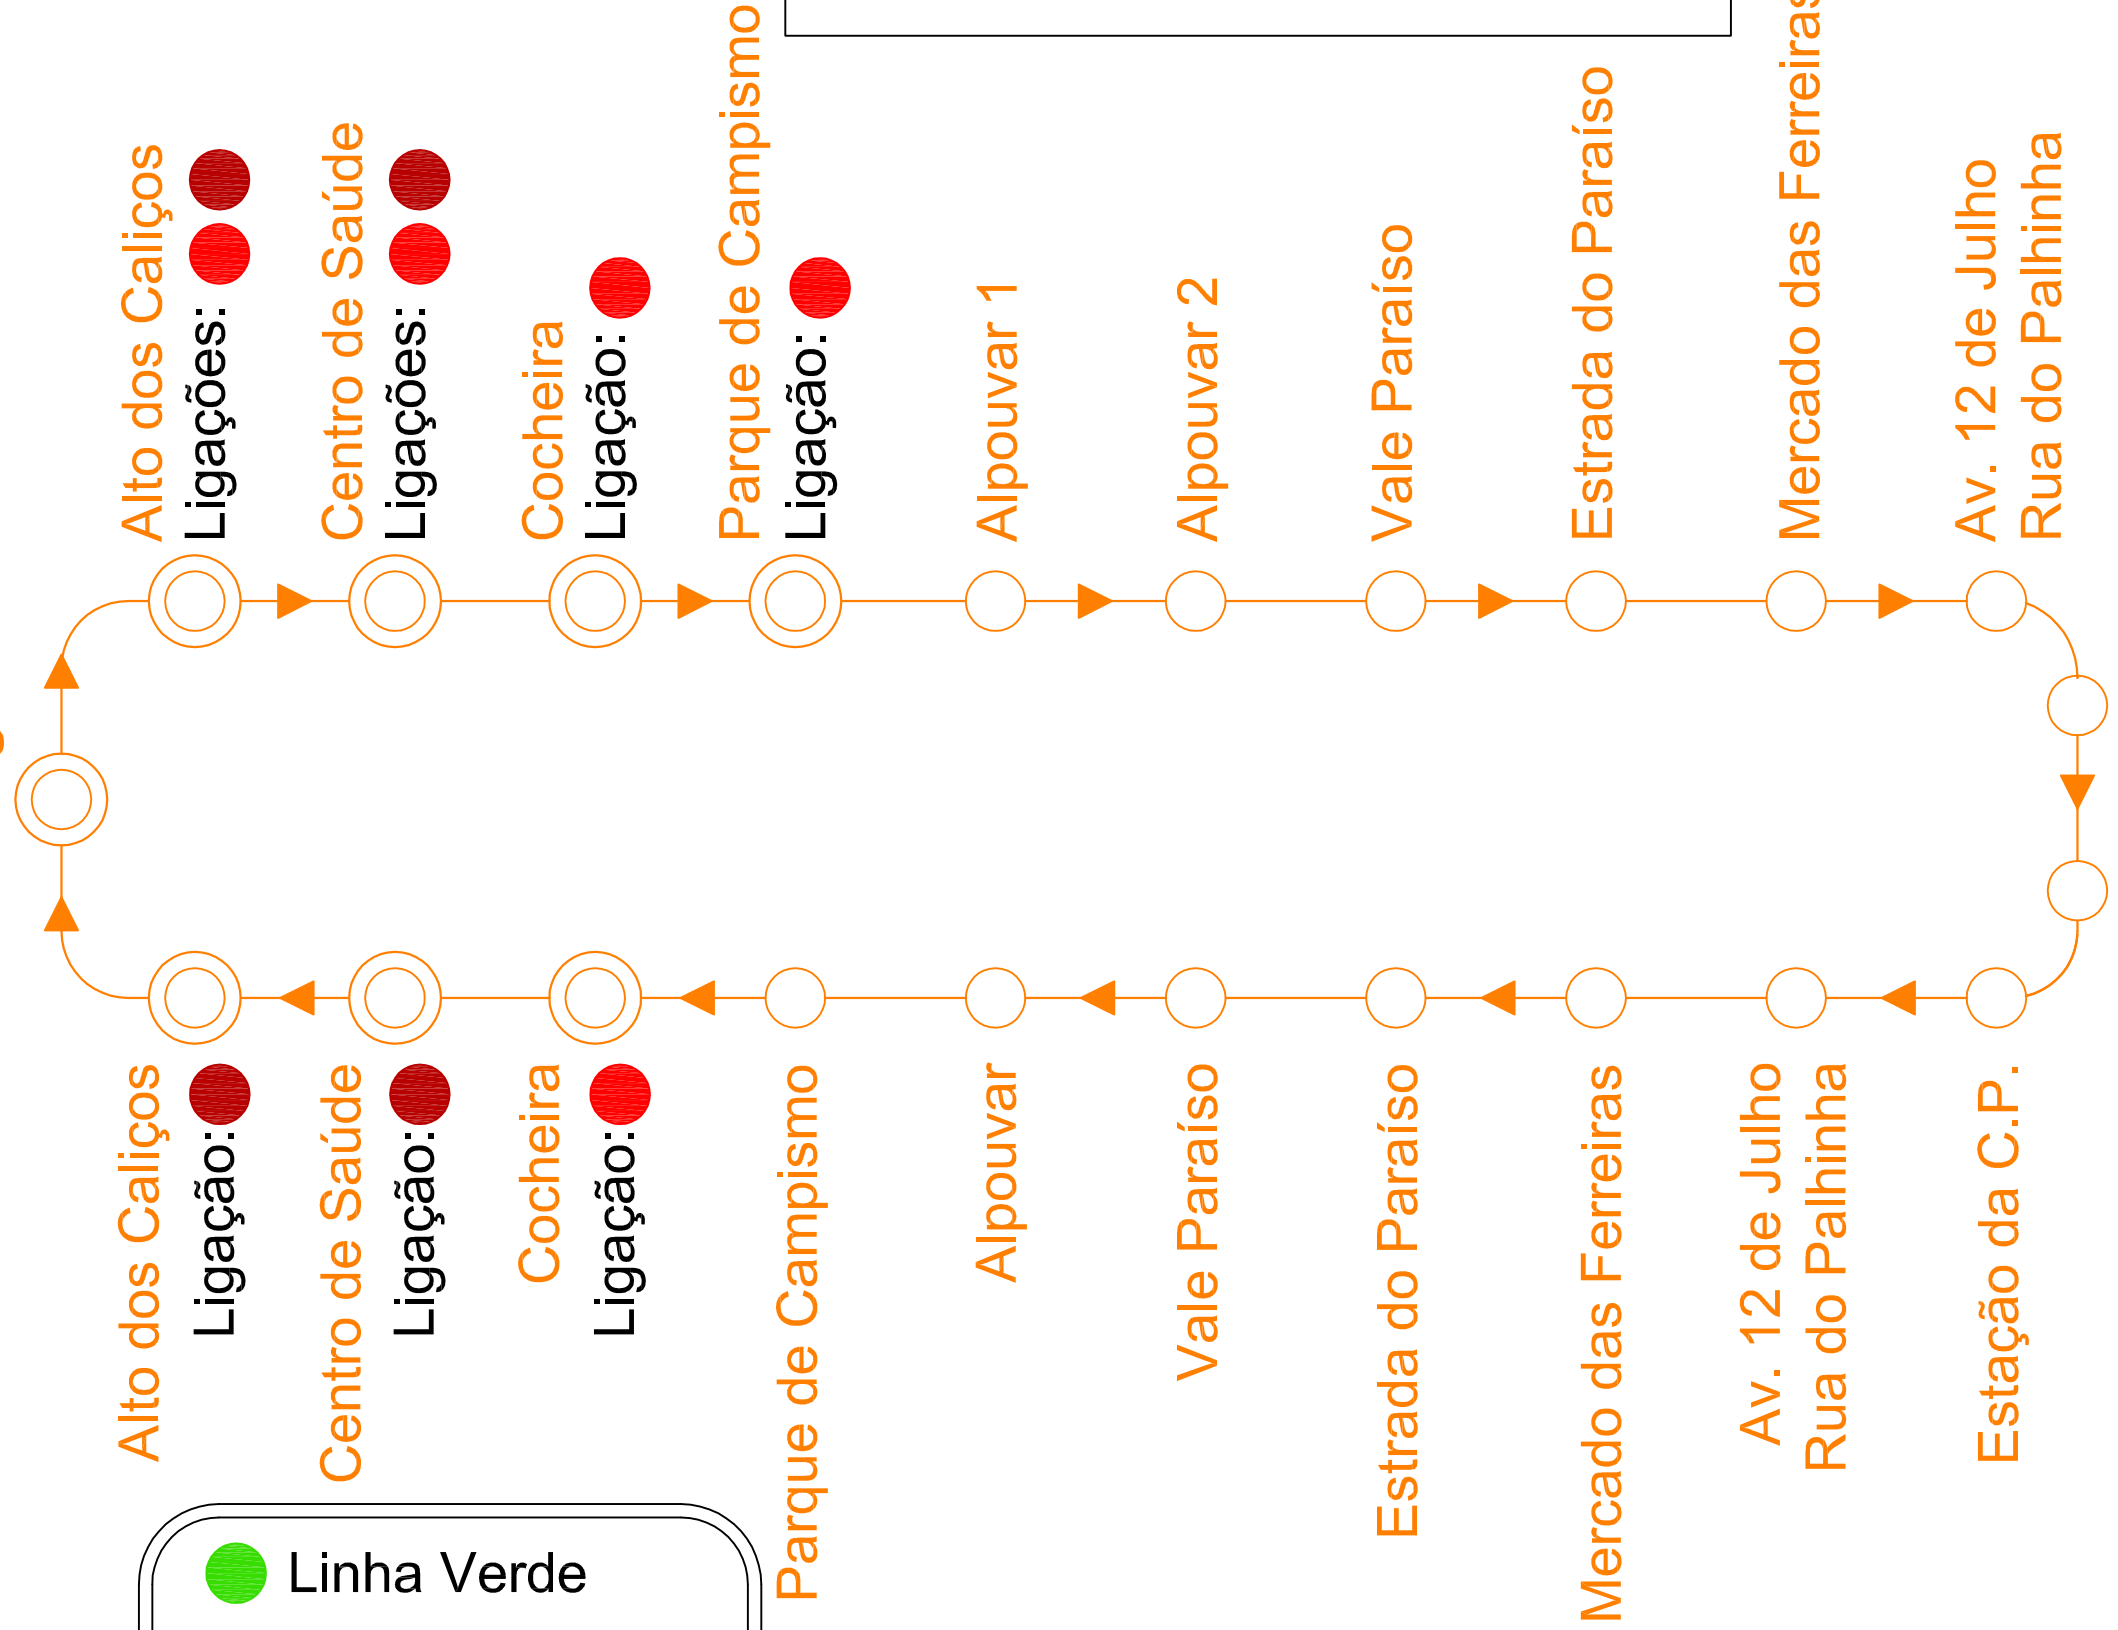 Alto dos Caliços
Ligações:
Centro de Saúde
Ligações:
Cocheira
Ligação:
Parque de Campismo
Ligação:
Alpouvar 1
Alpouvar 2
Vale Paraíso
Estrada do Paraíso
Mercado das Ferreiras
Av. 12 de Julho
Rua do Palhinha
Alto dos Caliços
Ligação:
Centro de Saúde
Ligação:
Cocheira
Ligação:
Parque de Campismo
Alpouvar
Vale Paraíso
Estrada do Paraíso
Mercado das Ferreiras
Av. 12 de Julho
Rua do Palhinha
Estação da C.P.
Linha Verde